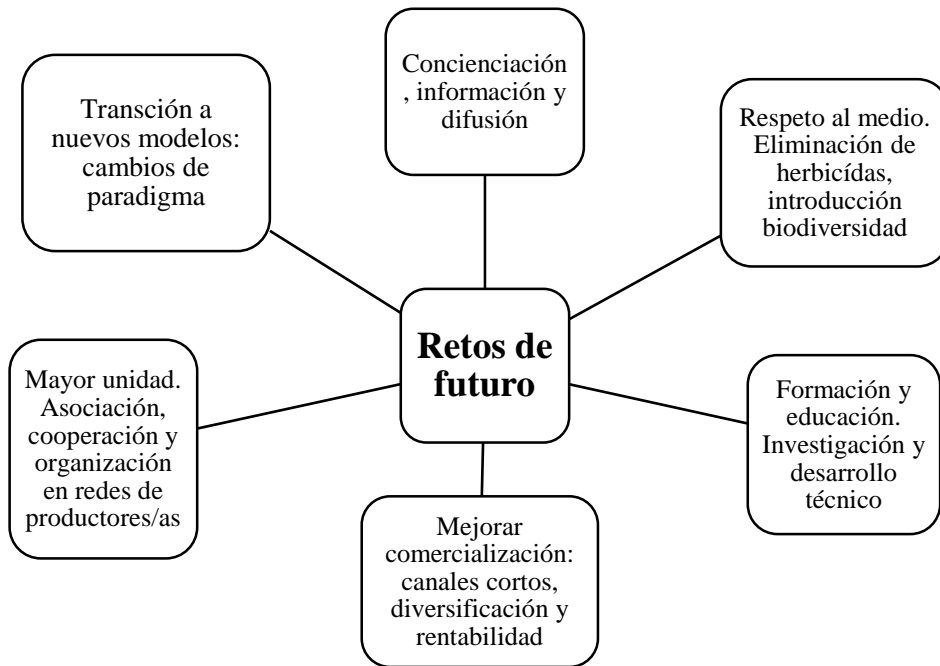 Concienciación
, información y
difusión
Transción a
nuevos modelos:
cambios de
paradigma
Respeto al medio.
Eliminación de
herbicídas,
introducción
biodiversidad
Retos de
futuro
Mayor unidad.
Asociación,
cooperación y
organización
en redes de
productores/as
Formación y
educación.
Investigación y
desarrollo
técnico
Mejorar
comercialización:
canales cortos,
diversificación y
rentabilidad